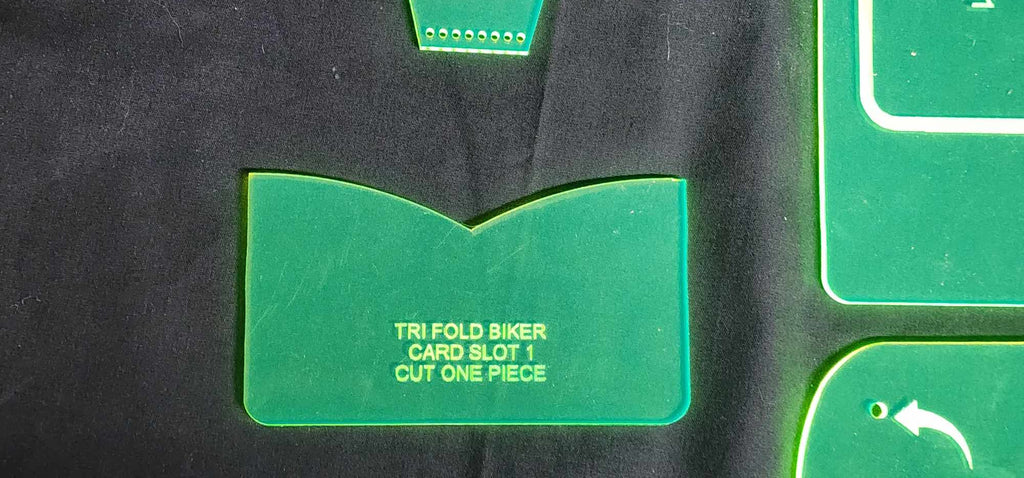 TRI FOLD BIKER
CARD SLOT 1
CUT ONE PIECE